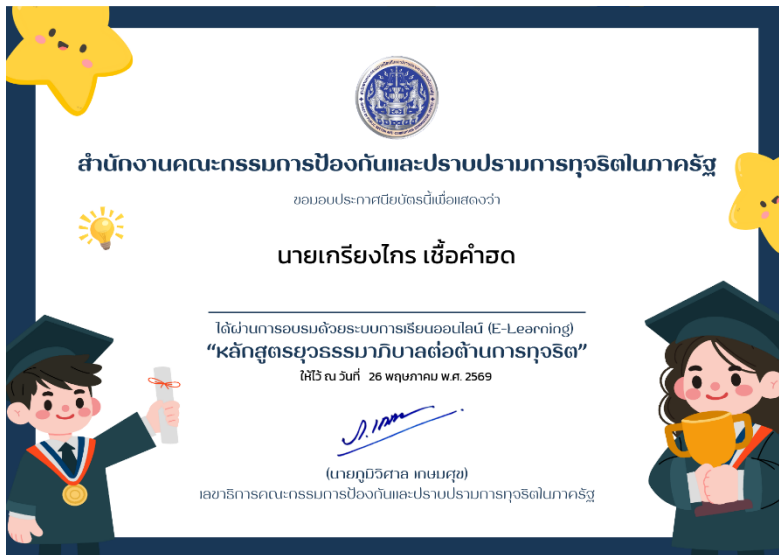 สำนักงานคณะกรรมการป้องกันและปราบปรามการทุจริตในภาครัฐ
ขอมอบประกาศนียบัตรนี้เพื่อแสดงว่า
นายเกรียงไกร เชื้อคำฮด
ได้ผ่านการอบรมด้วยระบบการเรียนออนไลน์ (E-Learning)
“หลักสูตรยุวธรรมาภิบาลต่อต้านการทุจริต”
ให้ไว้ ณ วันที่ 26 พฤษภาคม พ.ศ. 2569
(นายภูมิวิศาล เกษมศุข)
เลขาธิการคณะกรรมการป้องกันและปราบปรามการทุจริตในภาครัฐ